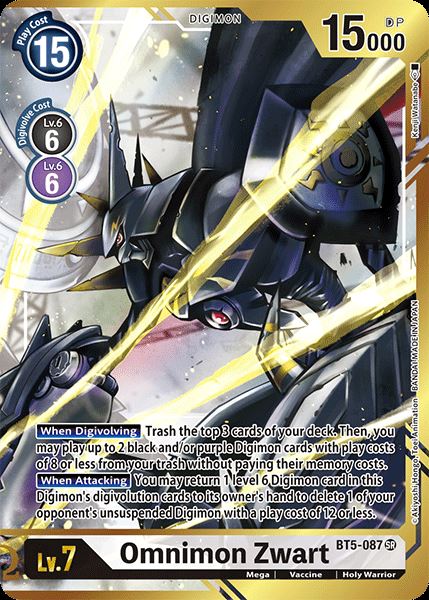 Play Cost
15
DIGIMON
15000 DP
Digivolve Cost
Lv.6
6
Lv.6
6
Kenji Watanabe
When Digivolving Trash the top 3 cards of your deck. Then, you
may play up to 2 black and/or purple Digimon cards with play costs
of 8 or less from your trash without paying their memory costs.
When Attacking You may return 1 level 6 Digimon card in this
Digimon's digivolution cards to its owner's hand to delete 1 of your
opponent's unsuspended Digimon with a play cost of 12 or less.
©Akiyoshi Hongo, Toei Animation BANDAI MADE IN JAPAN
Lv.7
Omnimon Zwart
BT5-087 SR
Mega | Vaccine | Holy Warrior